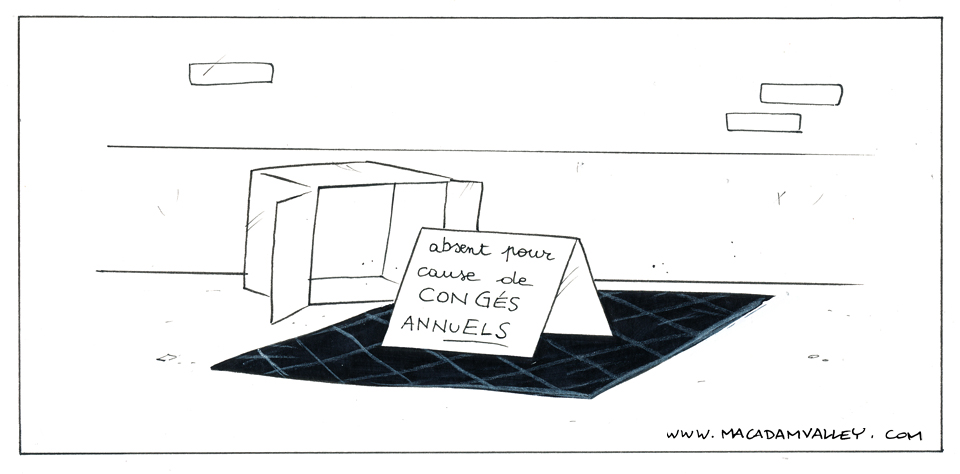 absent pour
cause de
CONGÉS
ANNUELS
WWW. MACADAMVALLEY. COM